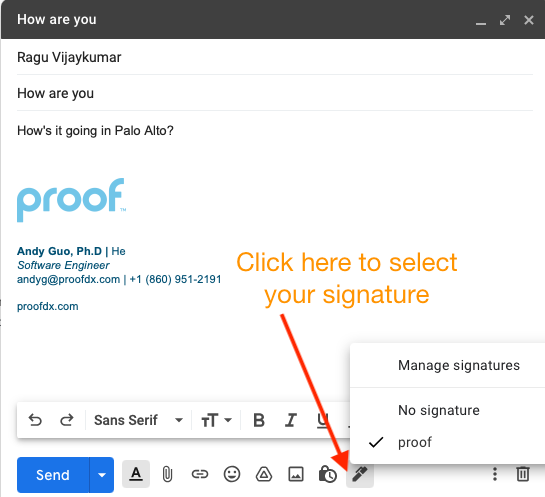 How are you
Ragu Vijaykumar
How are you
How's it going in Palo Alto?
proof™
Andy Guo, Ph.D | He
Software Engineer
andyg@proofdx.com | +1 (860) 951-2191
proofdx.com
Click here to select
your signature
Manage signatures
No signature
proof
Sans Serif TT B I U
Send A